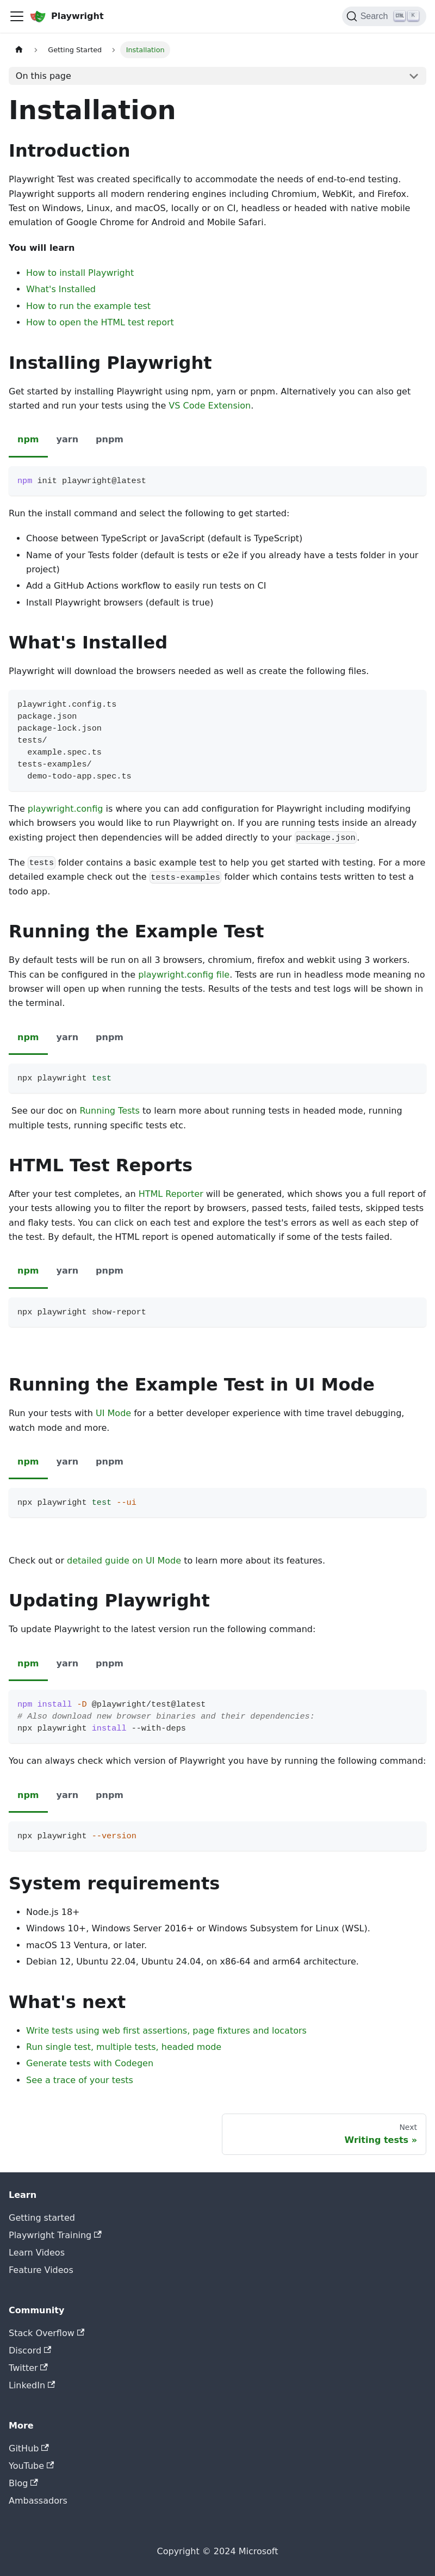 Playwright
Search
CTRL K
Getting Started
Installation
On this page
Installation
Introduction
Playwright Test was created specifically to accommodate the needs of end-to-end testing.
Playwright supports all modern rendering engines including Chromium, WebKit, and Firefox.
Test on Windows, Linux, and macOS, locally or on CI, headless or headed with native mobile
emulation of Google Chrome for Android and Mobile Safari.
You will learn
How to install Playwright
What's Installed
How to run the example test
How to open the HTML test report
Installing Playwright
Get started by installing Playwright using npm, yarn or pnpm. Alternatively you can also get
started and run your tests using the VS Code Extension.
npm yarn pnpm
npm init playwright@latest
Run the install command and select the following to get started:
Choose between TypeScript or JavaScript (default is TypeScript)
Name of your Tests folder (default is tests or e2e if you already have a tests folder in your
project)
Add a GitHub Actions workflow to easily run tests on CI
Install Playwright browsers (default is true)
What's Installed
Playwright will download the browsers needed as well as create the following files.
playwright.config.ts
package.json
package-lock.json
tests/
example.spec.ts
tests-examples/
demo-todo-app.spec.ts
The playwright.config is where you can add configuration for Playwright including modifying
which browsers you would like to run Playwright on. If you are running tests inside an already
existing project then dependencies will be added directly to your package.json.
The tests folder contains a basic example test to help you get started with testing. For a more
detailed example check out the tests-examples folder which contains tests written to test a
todo app.
Running the Example Test
By default tests will be run on all 3 browsers, chromium, firefox and webkit using 3 workers.
This can be configured in the playwright.config file. Tests are run in headless mode meaning no
browser will open up when running the tests. Results of the tests and test logs will be shown in
the terminal.
npm yarn pnpm
npx playwright test
See our doc on Running Tests to learn more about running tests in headed mode, running
multiple tests, running specific tests etc.
HTML Test Reports
After your test completes, an HTML Reporter will be generated, which shows you a full report of
your tests allowing you to filter the report by browsers, passed tests, failed tests, skipped tests
and flaky tests. You can click on each test and explore the test's errors as well as each step of
the test. By default, the HTML report is opened automatically if some of the tests failed.
npm yarn pnpm
npx playwright show-report
Running the Example Test in UI Mode
Run your tests with UI Mode for a better developer experience with time travel debugging,
watch mode and more.
npm yarn pnpm
npx playwright test --ui
Check out or detailed guide on UI Mode to learn more about its features.
Updating Playwright
To update Playwright to the latest version run the following command:
npm yarn pnpm
npm install -D @playwright/test@latest
# Also download new browser binaries and their dependencies:
npx playwright install --with-deps
You can always check which version of Playwright you have by running the following command:
npm yarn pnpm
npx playwright --version
System requirements
Node.js 18+
Windows 10+, Windows Server 2016+ or Windows Subsystem for Linux (WSL).
macOS 13 Ventura, or later.
Debian 12, Ubuntu 22.04, Ubuntu 24.04, on x86-64 and arm64 architecture.
What's next
Write tests using web first assertions, page fixtures and locators
Run single test, multiple tests, headed mode
Generate tests with Codegen
See a trace of your tests
Next
Writing tests »
Learn
Getting started
Playwright Training
Learn Videos
Feature Videos
Community
Stack Overflow
Discord
Twitter
LinkedIn
More
GitHub
YouTube
Blog
Ambassadors
Copyright © 2024 Microsoft